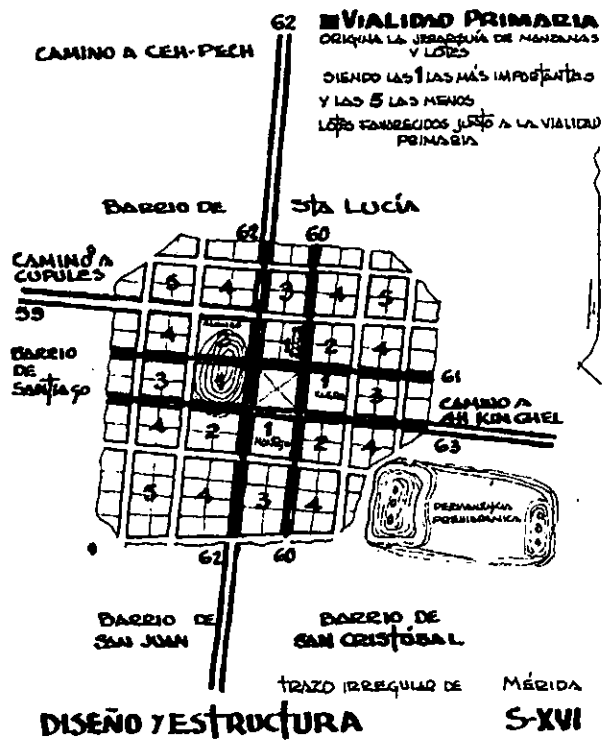 62
VIALIDAD PRIMARIA
ORIGINA LA JERARQUÍA DE MANZANAS
Y LOTES
SIENDO LAS 1 LAS MÁS IMPORTANTES
Y LAS 5 LAS MENOS
LOTES FAVORECIDOS JUNTO A LA VIALIDAD
PRIMARIA
CAMINO A CEH-PECH
BARRIO DE STA LUCÍA
62 60
CAMINO A
CUPULES
59
5 4 3 4 5
4 2 1 2 4
BARRIO
DE
SANTIAGO
61
3 1 3
CAMINO A
AH KIN CHEL
63
4 2 1 2 4
5 4 3 4
PERMANENCIA
PREHISPÁNICA
62 60
BARRIO DE
SAN JUAN
BARRIO DE
SAN CRISTÓBAL
TRAZO IRREGULAR DE MÉRIDA
DISEÑO Y ESTRUCTURA S-XVI